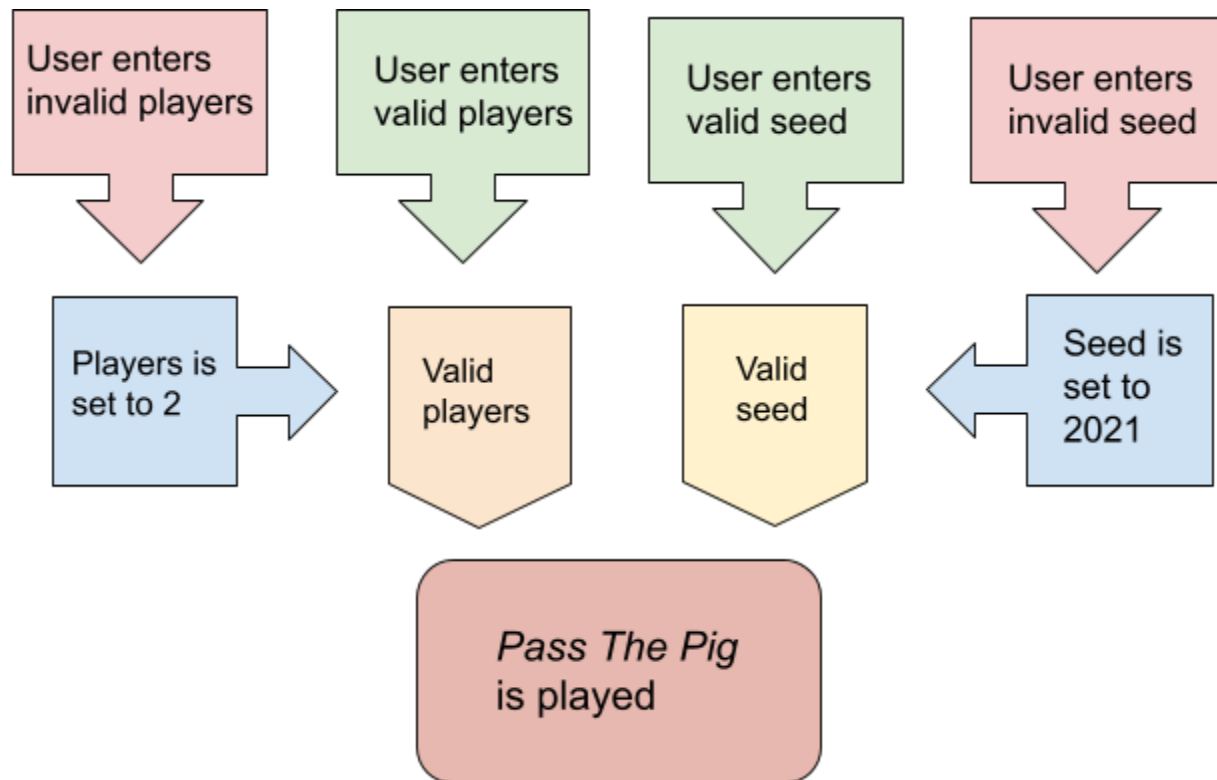 User enters
invalid players
User enters
valid players
User enters
valid seed
User enters
invalid seed
Players is
set to 2
Valid
players
Valid
seed
Seed is
set to
2021
Pass The Pig
is played